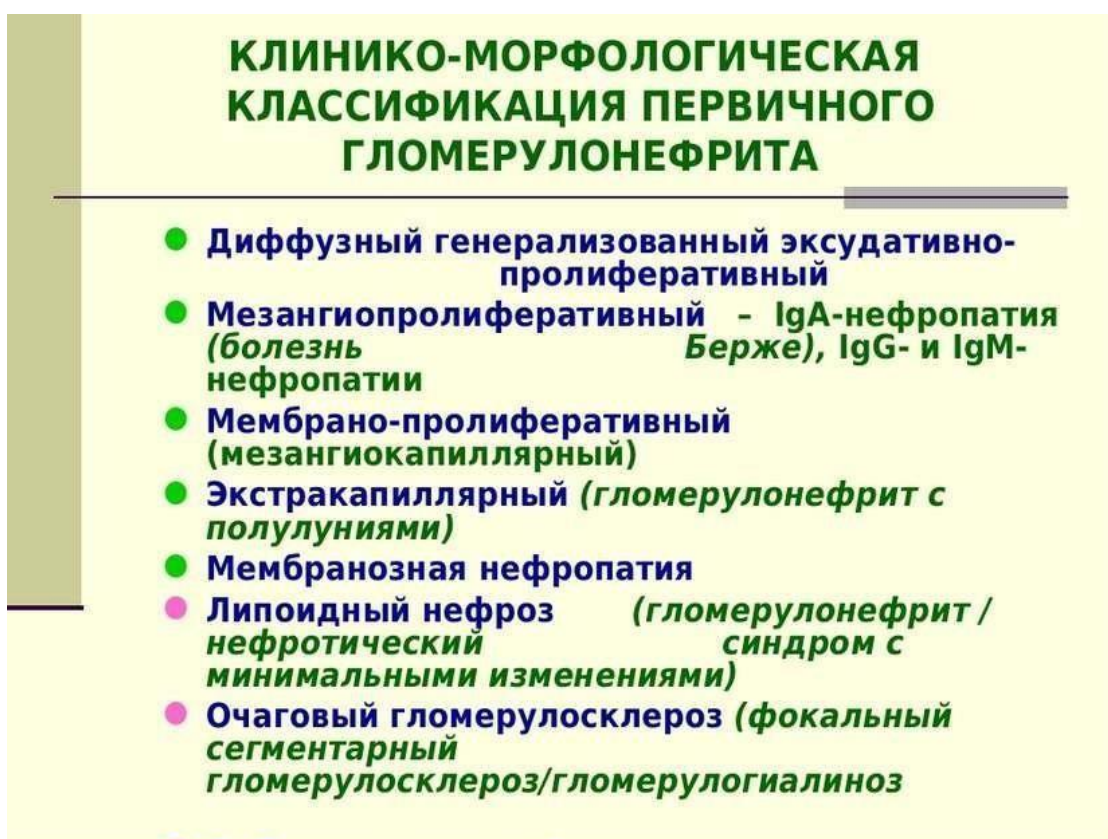 КЛИНИКО-МОРФОЛОГИЧЕСКАЯ
КЛАССИФИКАЦИЯ ПЕРВИЧНОГО
ГЛОМЕРУЛОНЕФРИТА
Диффузный генерализованный эксудативно-
пролиферативный
Мезангиопролиферативный – IgA-нефропатия
(болезнь Берже), IgG- и IgM-
нефропатии
Мембрано-пролиферативный
(мезангиокапиллярный)
Экстракапиллярный (гломерулонефрит с
полулуниями)
Мембранозная нефропатия
Липоидный нефроз (гломерулонефрит /
нефротический синдром с
минимальными изменениями)
Очаговый гломерулосклероз (фокальный
сегментарный
гломерулосклероз/гломерулогиалиноз